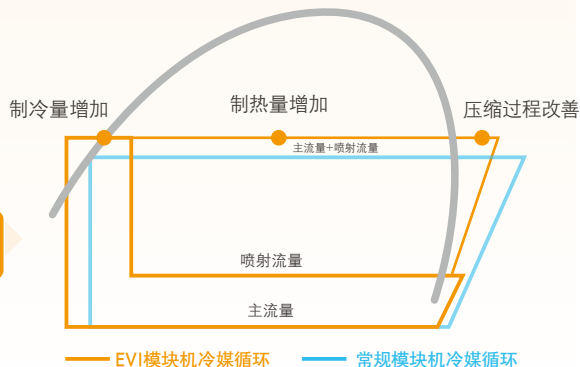 制冷量增加
制热量增加
压缩过程改善
主流量+喷射流量
喷射流量
主流量
EVI模块机冷媒循环
常规模块机冷媒循环